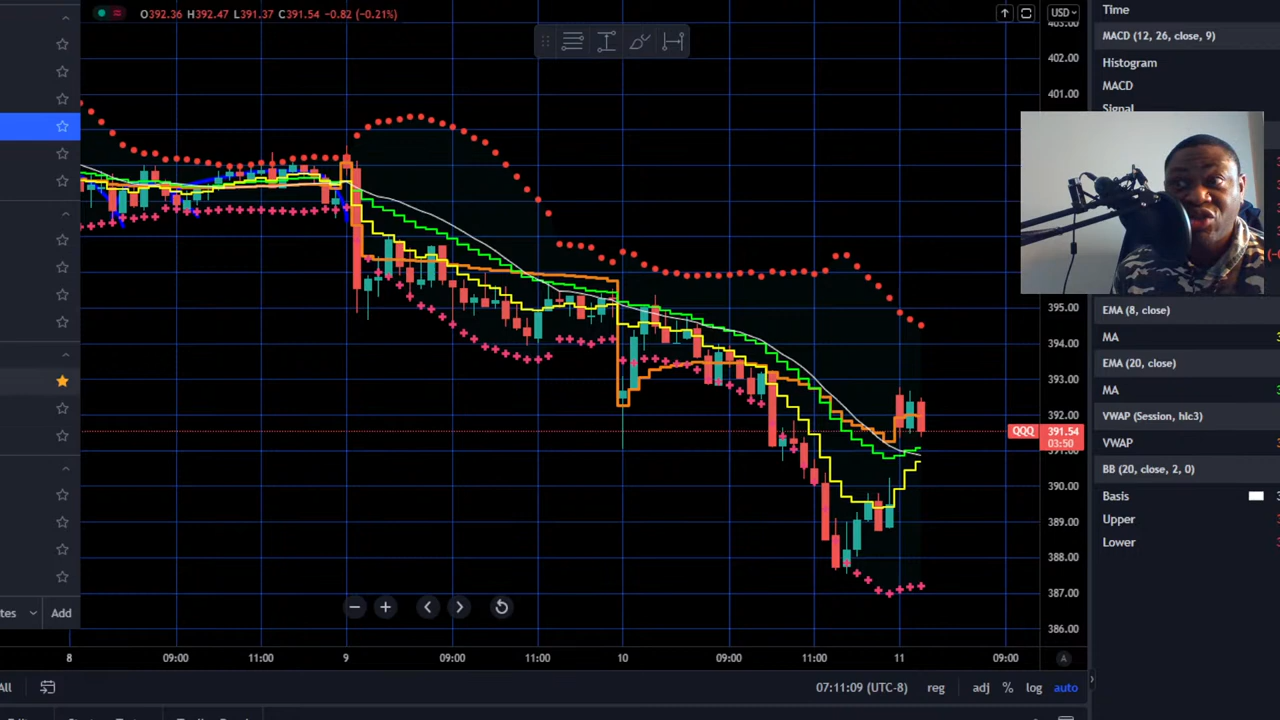 O392.36 H392.47 L391.37 C391.54 −0.82 (−0.21%)
USD
402.00
401.00
395.00
394.00
393.00
392.00
QQQ 391.54
03:50
390.00
389.00
388.00
387.00
386.00
8 09:00 11:00 9 09:00 11:00 10 09:00 11:00 11 09:00
A
Add
All
07:11:09 (UTC-8) reg adj % log auto
Time
MACD (12, 26, close, 9)
Histogram
MACD
Signal
EMA (8, close)
MA
EMA (20, close)
MA
VWAP (Session, hlc3)
VWAP
BB (20, close, 2, 0)
Basis
Upper
Lower